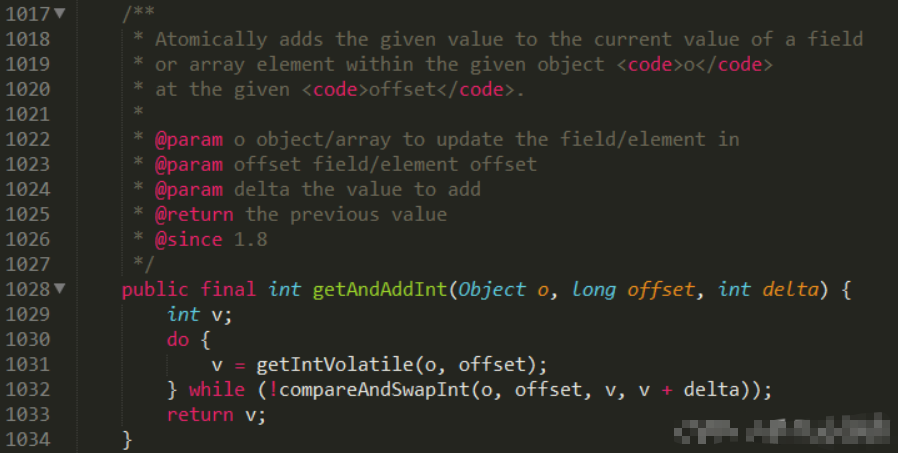 1017 /**
1018 * Atomically adds the given value to the current value of a field
1019 * or array element within the given object <code>o</code>
1020 * at the given <code>offset</code>.
1021 *
1022 * @param o object/array to update the field/element in
1023 * @param offset field/element offset
1024 * @param delta the value to add
1025 * @return the previous value
1026 * @since 1.8
1027 */
1028 public final int getAndAddInt(Object o, long offset, int delta) {
1029 int v;
1030 do {
1031 v = getIntVolatile(o, offset);
1032 } while (!compareAndSwapInt(o, offset, v, v + delta));
1033 return v;
1034 }